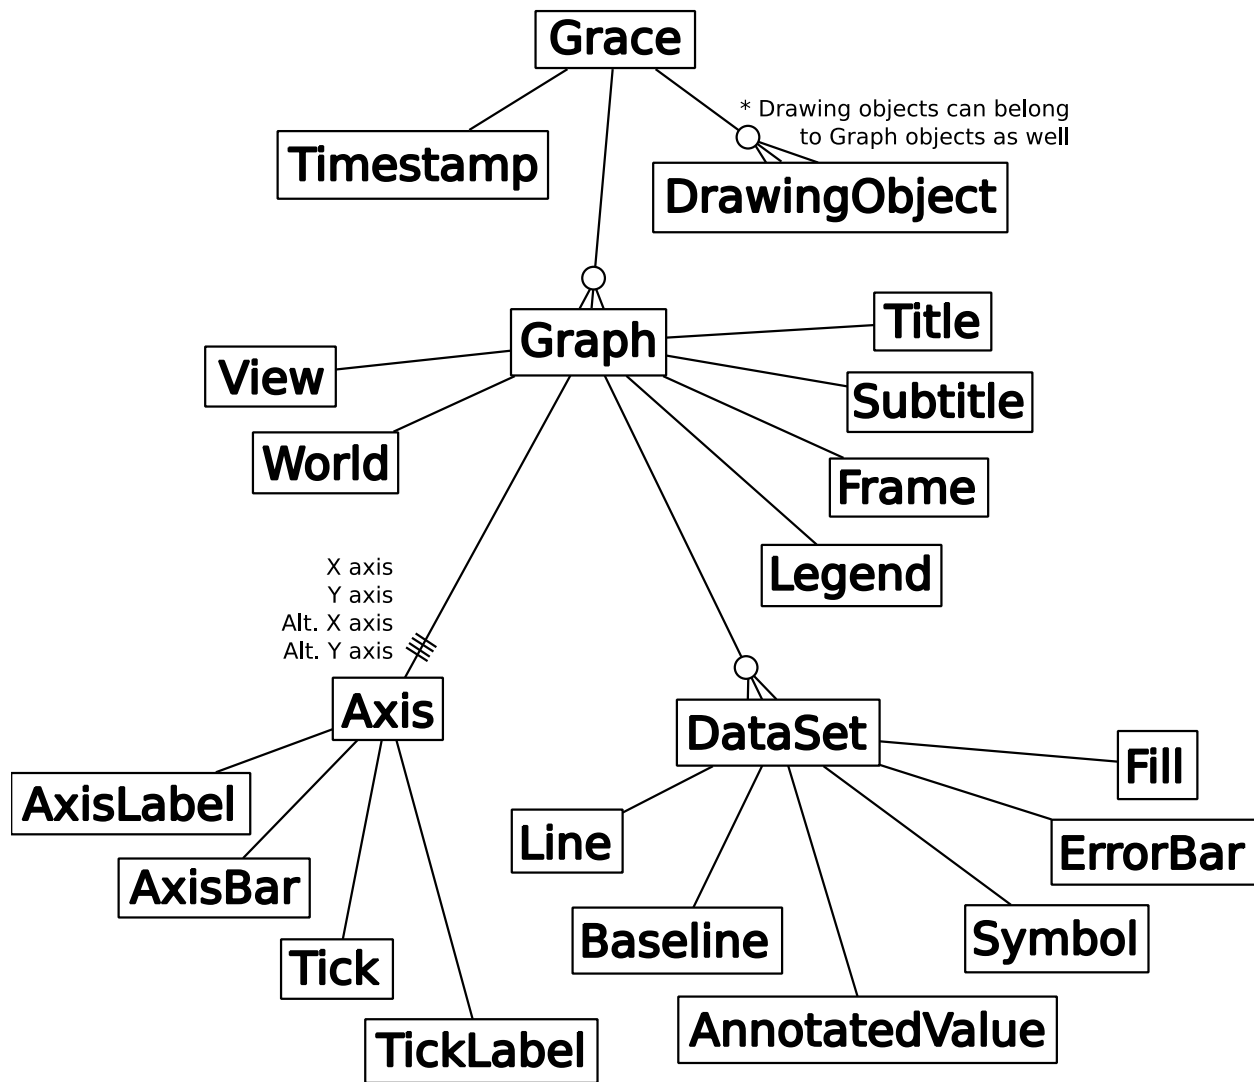 Grace
* Drawing objects can belong
to Graph objects as well
Timestamp
DrawingObject
Title
Graph
View
Subtitle
World
Frame
Legend
X axis
Y axis
Alt. X axis
Alt. Y axis
Axis
DataSet
Fill
AxisLabel
Line
ErrorBar
AxisBar
Baseline
Symbol
Tick
AnnotatedValue
TickLabel